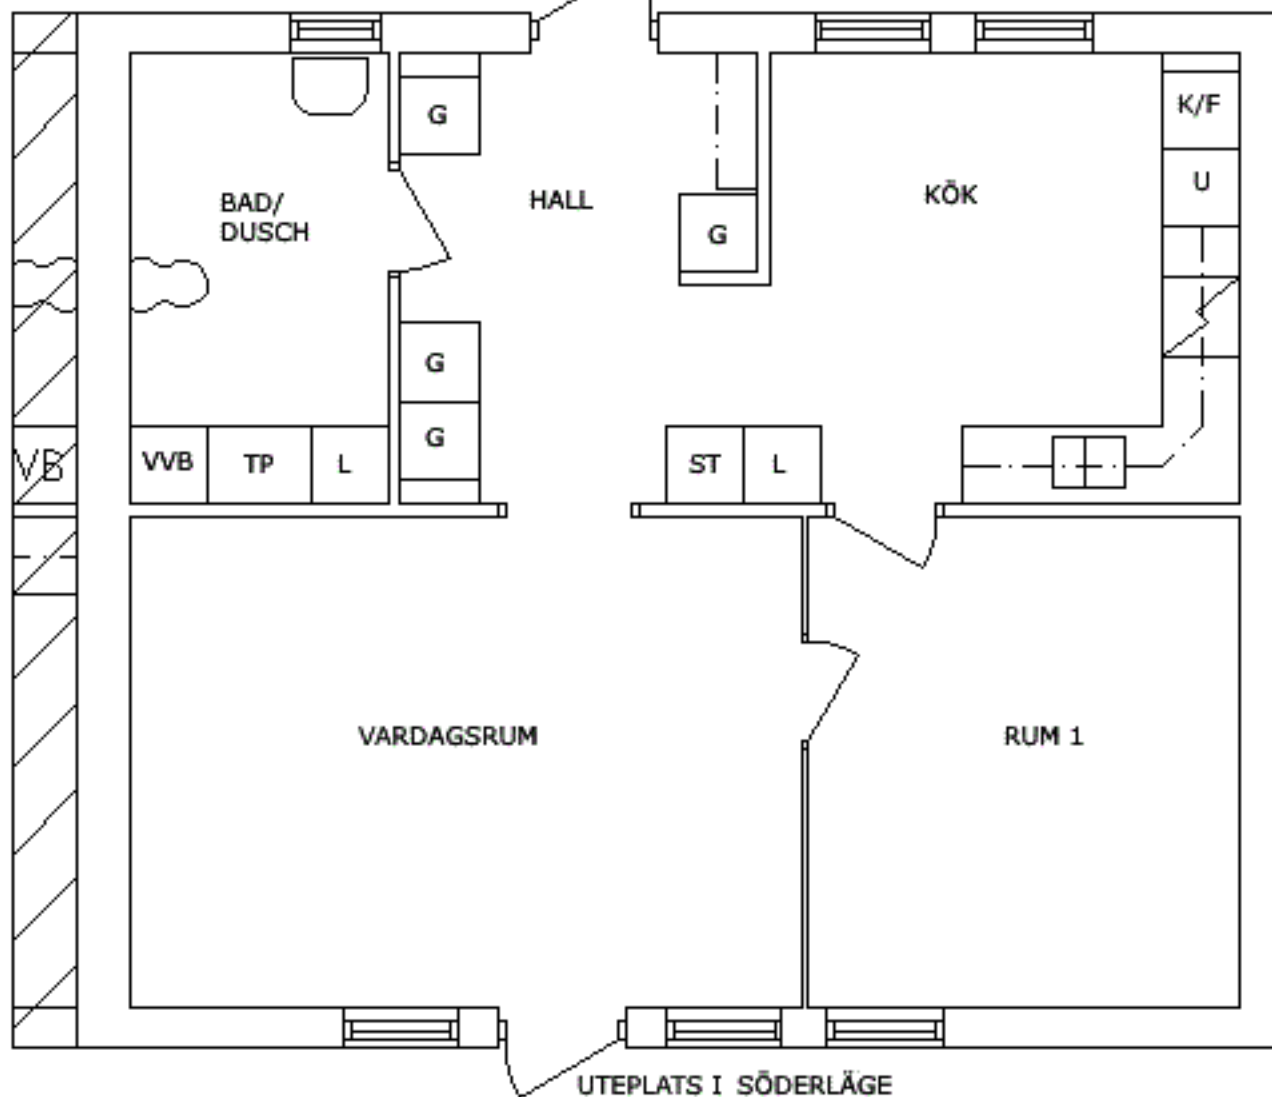 G
K/F
U
BAD/
DUSCH
HALL
KÖK
G
G
G
VB
VVB
TP
L
ST
L
VARDAGSRUM
RUM 1
UTEPLATS I SÖDERLÄGE